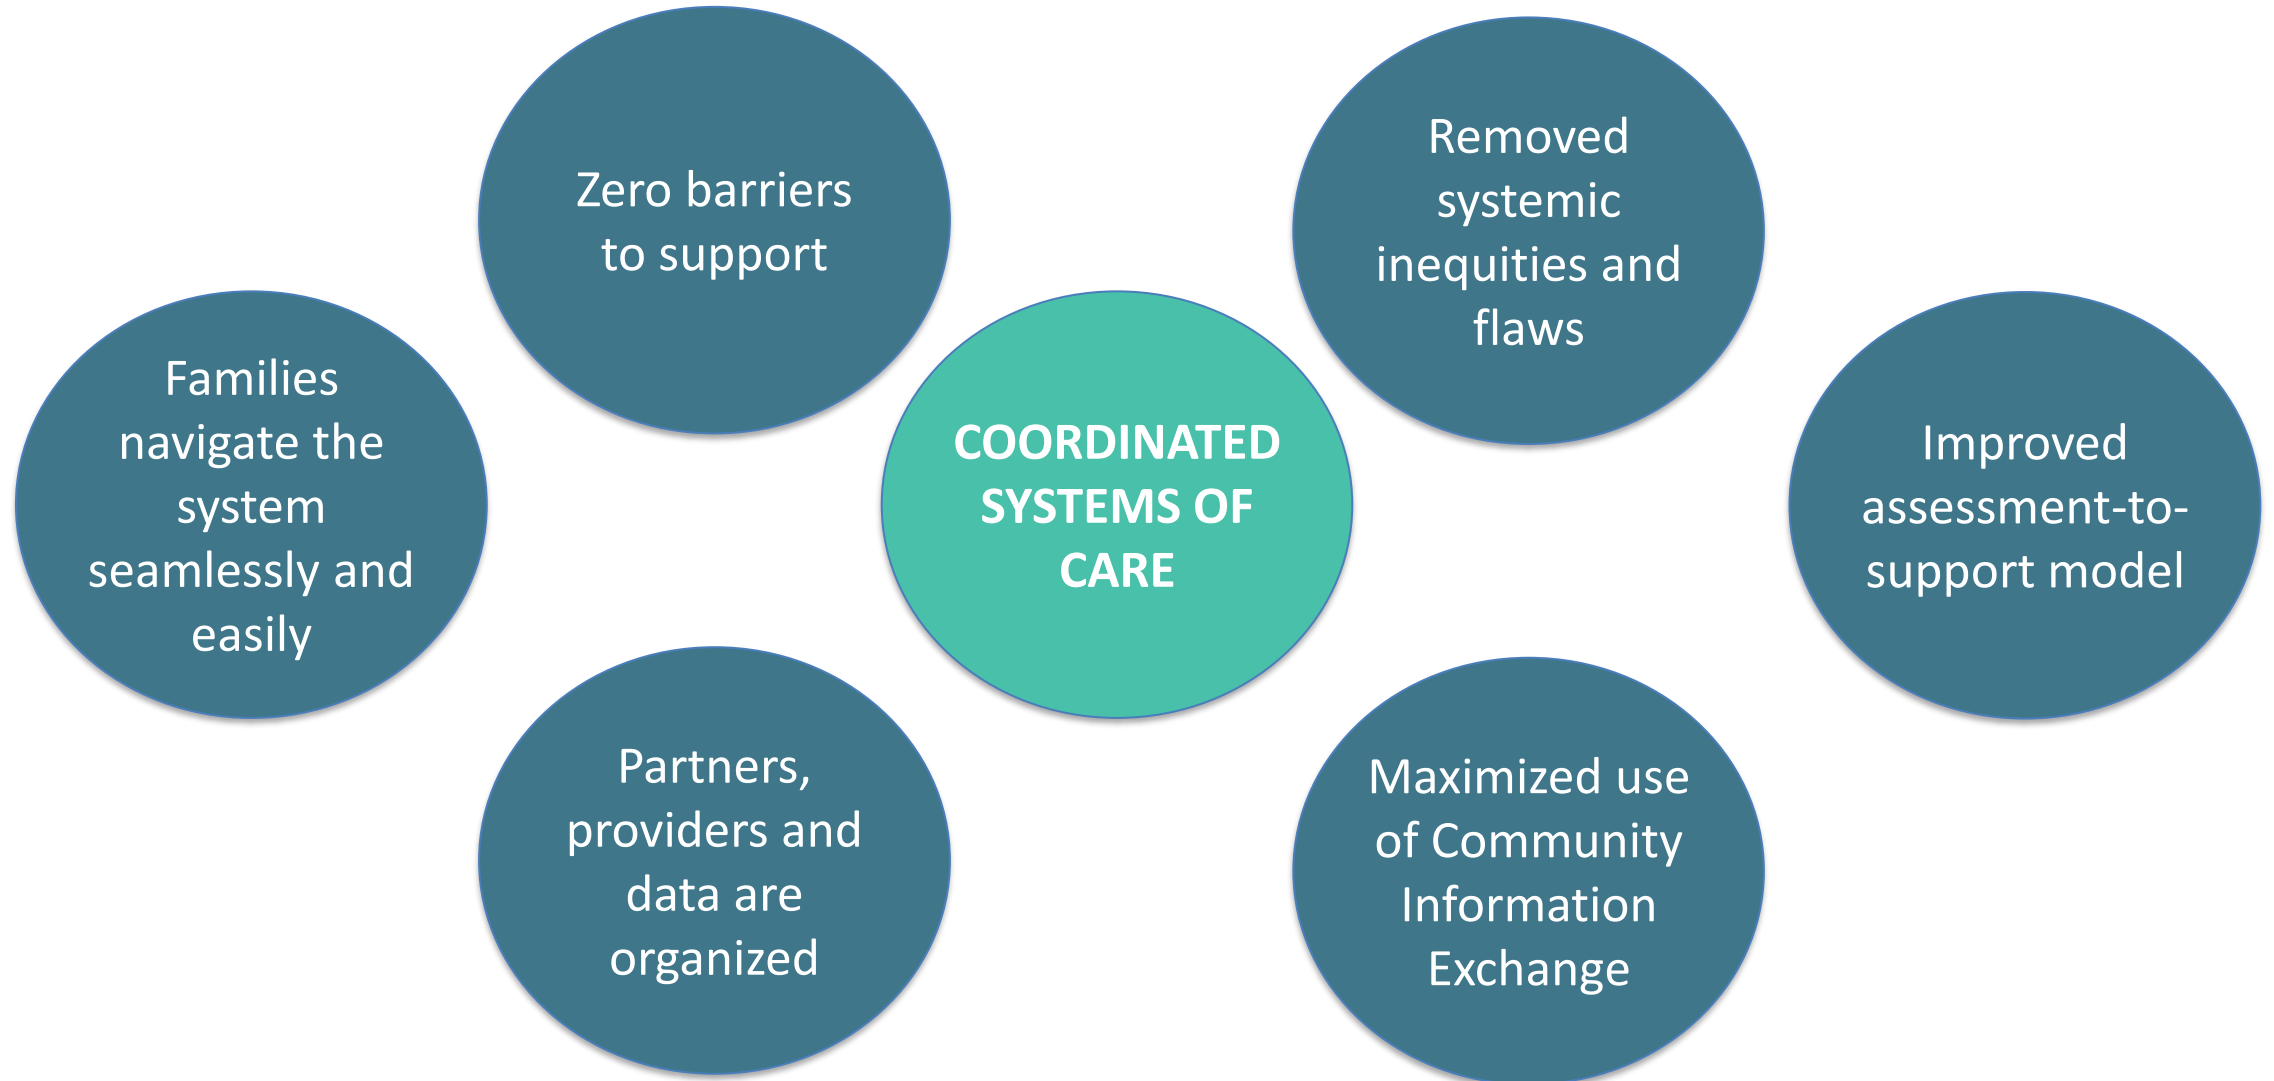 Zero barriers
to support
Removed
systemic
inequities and
flaws
Families
navigate the
system
seamlessly and
easily
COORDINATED
SYSTEMS OF
CARE
Improved
assessment-to-
support model
Partners,
providers and
data are
organized
Maximized use
of Community
Information
Exchange